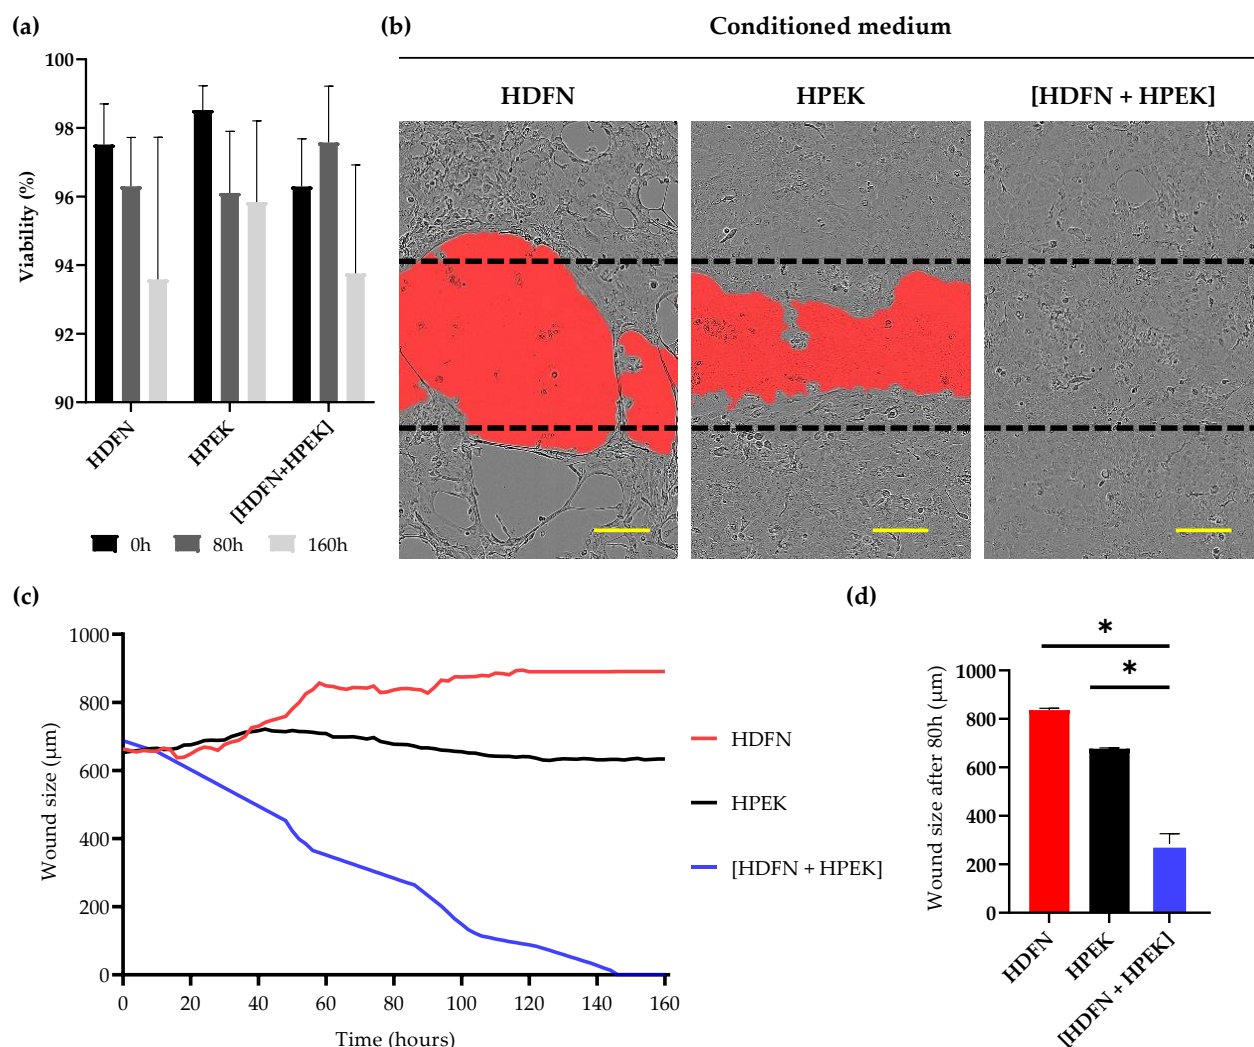 (a)
100
98
96
94
92
90
Viability (%)
HDFN
HPEK
[HDFN+HPEK]
0h 80h 160h
(b)
Conditioned medium
HDFN HPEK [HDFN + HPEK]
(c)
1000
800
600
400
200
0
Wound size (μm)
0 20 40 60 80 100 120 140 160
Time (hours)
HDFN
HPEK
[HDFN + HPEK]
(d)
* 
*
1000
800
600
400
200
0
Wound size after 80h (μm)
HDFN
HPEK
[HDFN + HPEK]